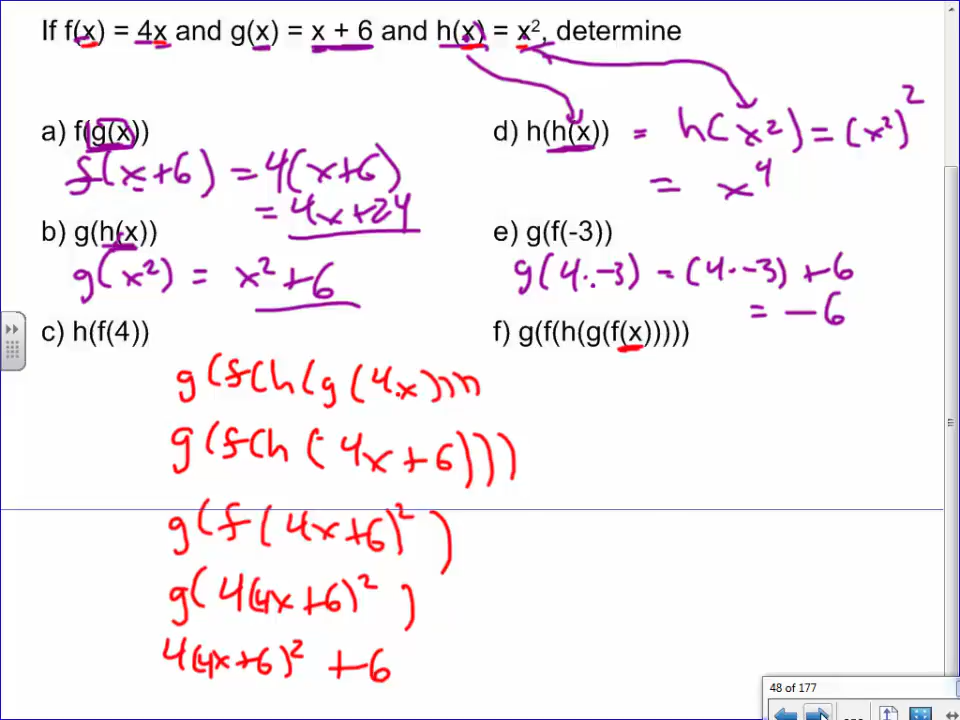 If f(x) = 4x and g(x) = x + 6 and h(x) = x², determine
a) f(g(x))
f(x+6) = 4(x+6)
= 4x+24
b) g(h(x))
g(x²) = x²+6
c) h(f(4))
d) h(h(x)) = h(x²) = (x²)²
= x⁴
e) g(f(-3))
g(4·-3) = (4·-3)+6
= -6
f) g(f(h(g(f(x)))))
g(f(h(g(4x))))
g(f(h(4x+6)))
g(f(4x+6)²)
g(4(4x+6)²)
4(4x+6)² +6
48 of 177